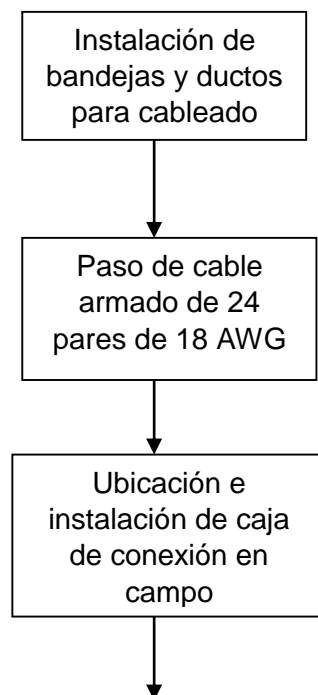 Instalación de
bandejas y ductos
para cableado
Paso de cable
armado de 24
pares de 18 AWG
Ubicación e
instalación de caja
de conexión en
campo